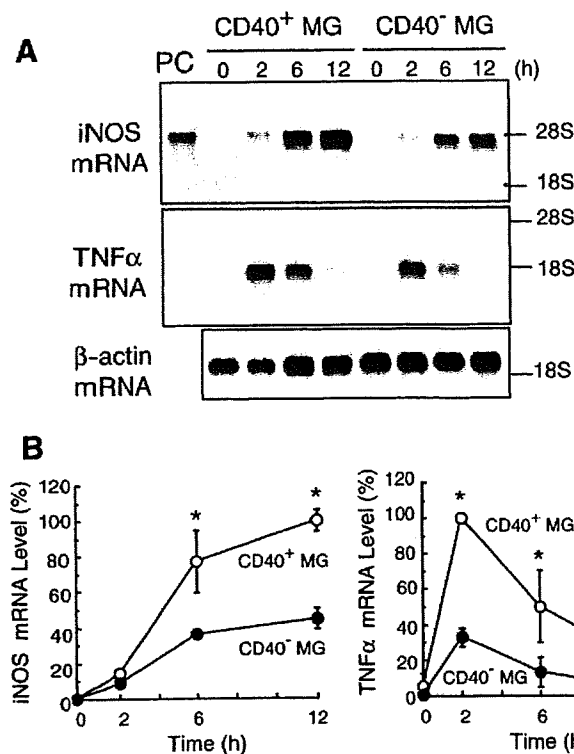 A
CD40+ MG CD40- MG
PC 0 2 6 12 0 2 6 12 (h)
iNOS
mRNA
28S
18S
TNFα
mRNA
28S
18S
β-actin
mRNA
18S
B
iNOS mRNA Level (%)
120
100
80
60
40
20
0
* *
CD40+ MG
CD40- MG
0 2 6 12
Time (h)
TNFα mRNA Level (%)
120
100
80
60
40
20
0
* *
CD40+ MG
CD40- MG
0 2 6
Time (h